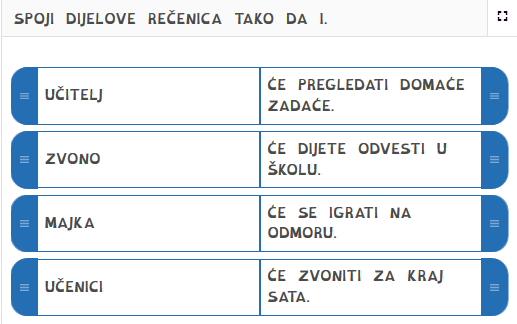 SPOJI DIJELOVE REČENICA TAKO DA I.
UČITELJ
ĆE PREGLEDATI DOMAĆE
ZADAĆE.
ZVONO
ĆE DIJETE ODVESTI U
ŠKOLU.
MAJKA
ĆE SE IGRATI NA
ODMORU.
UČENICI
ĆE ZVONITI ZA KRAJ
SATA.